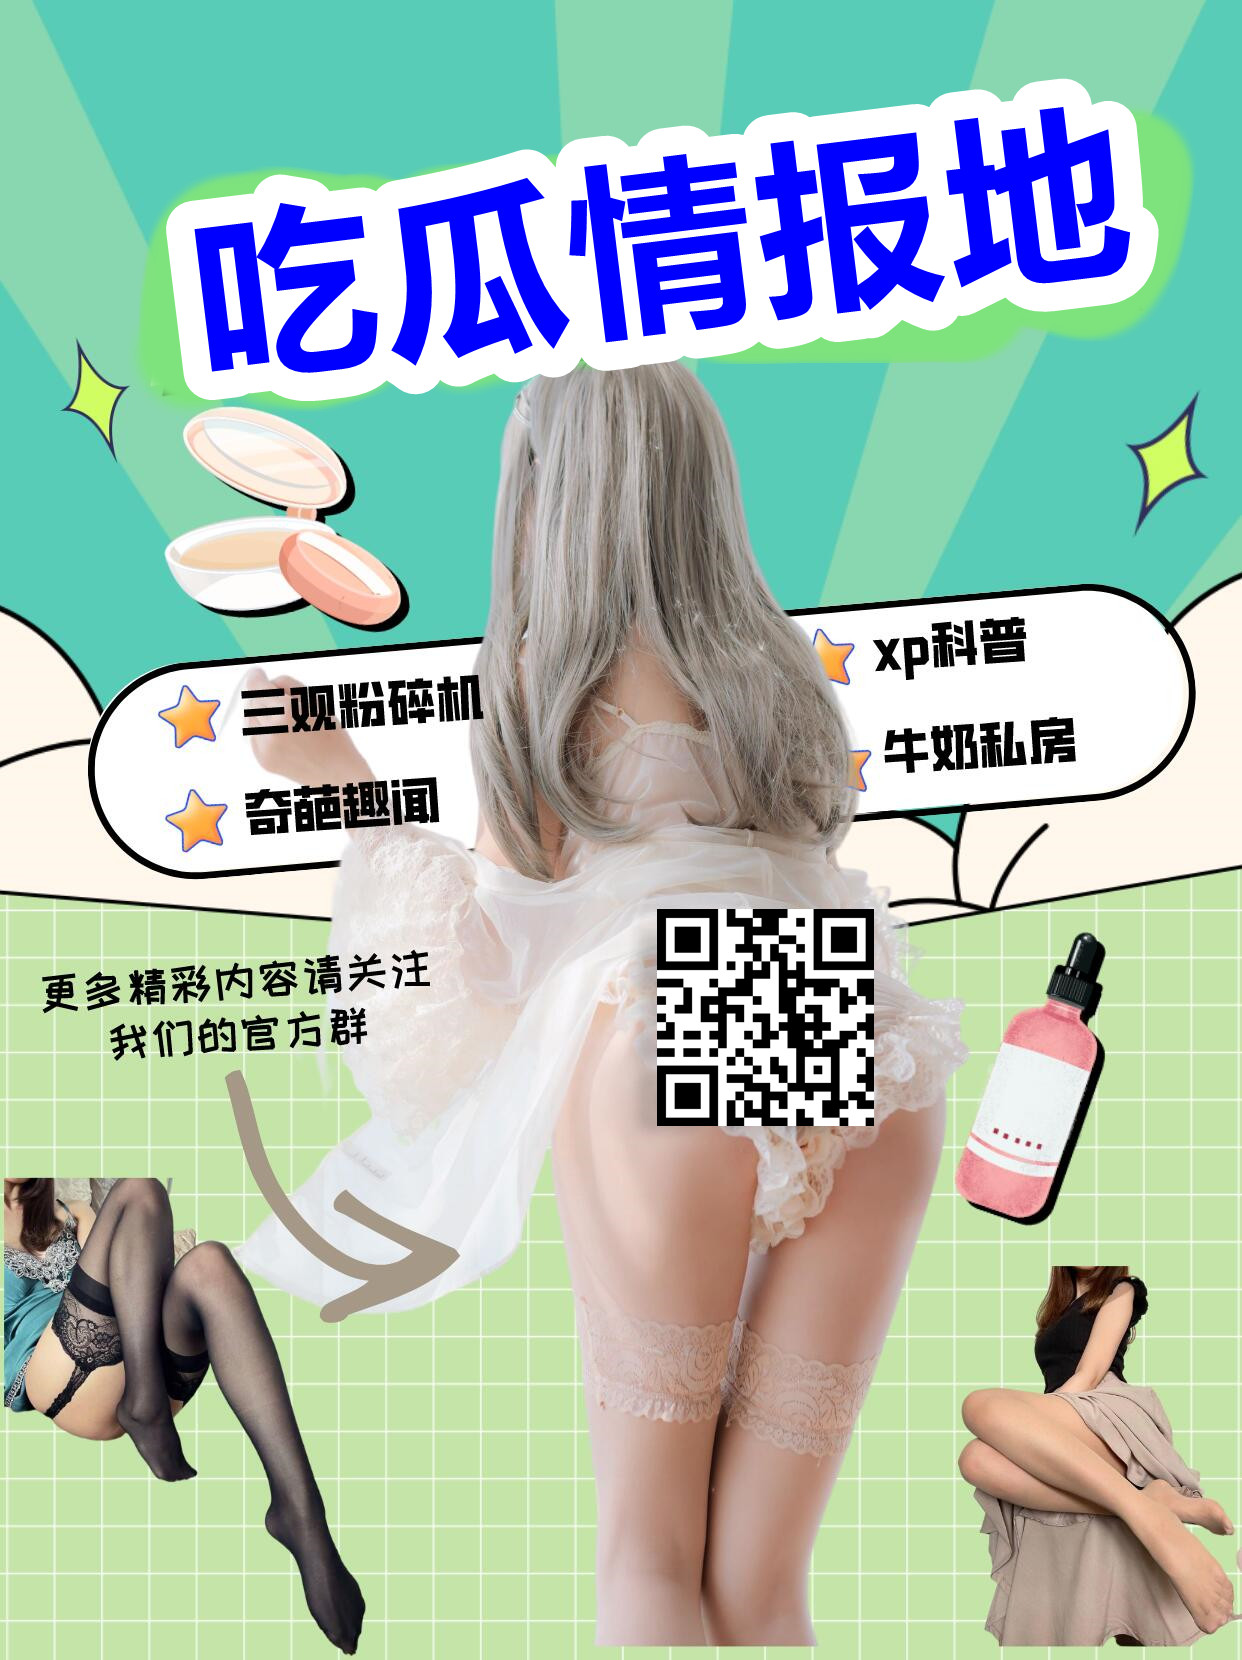 吃瓜情报地
三观粉碎机
奇葩趣闻
xp科普
牛奶私房
更多精彩内容请关注
我们的官方群